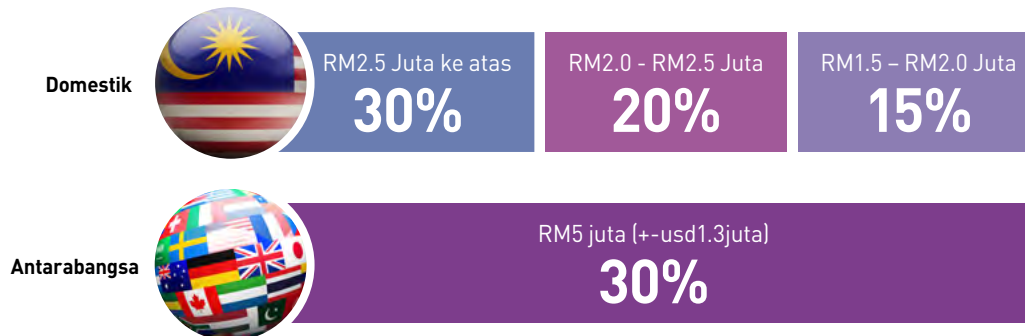 Domestik
RM2.5 Juta ke atas
30%
RM2.0 - RM2.5 Juta
20%
RM1.5 – RM2.0 Juta
15%
Antarabangsa
RM5 juta (+-usd1.3juta)
30%